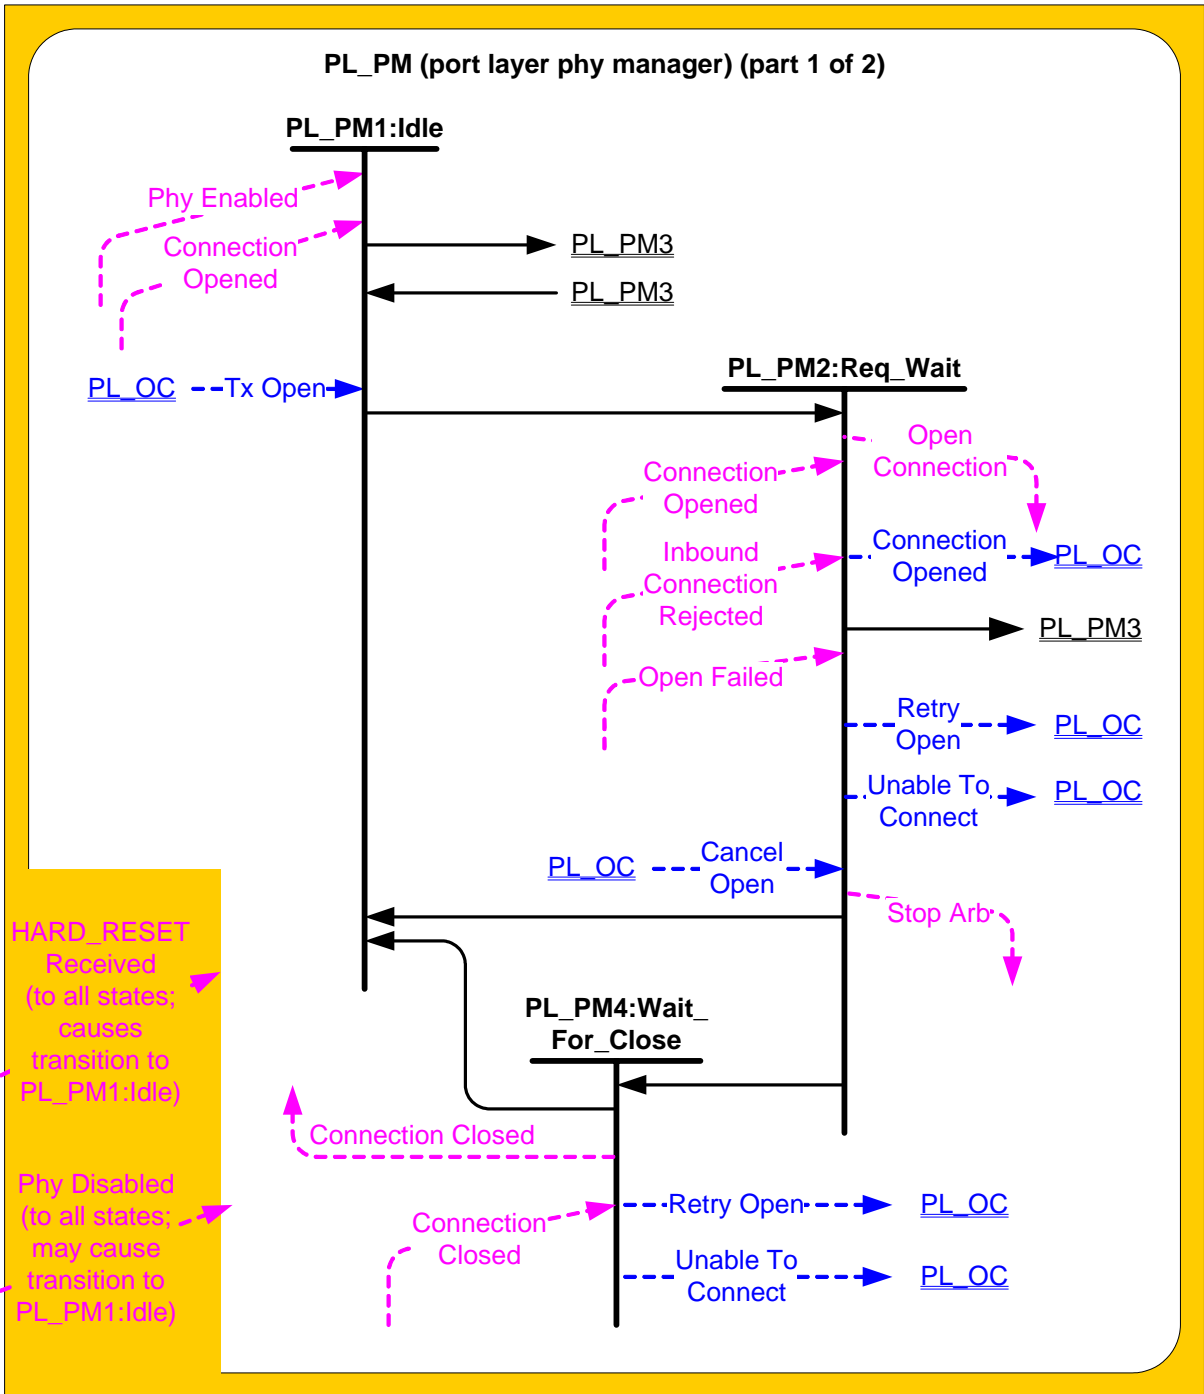 PL_PM (port layer phy manager) (part 1 of 2)
PL_PM1:Idle
Phy Enabled
Connection
Opened
PL_PM3
PL_PM3
PL_OC
Tx Open
PL_PM2:Req_Wait
Open
Connection
Connection
Opened
Inbound
Connection
Rejected
Connection
Opened
PL_OC
PL_PM3
Open Failed
Retry
Open
PL_OC
Unable To
Connect
PL_OC
PL_OC
Cancel
Open
Stop Arb
HARD_RESET
Received
(to all states;
causes
transition to
PL_PM1:Idle)
PL_PM4:Wait_
For_Close
Connection Closed
Phy Disabled
(to all states;
may cause
transition to
PL_PM1:Idle)
Connection
Closed
Retry Open
PL_OC
Unable To
Connect
PL_OC